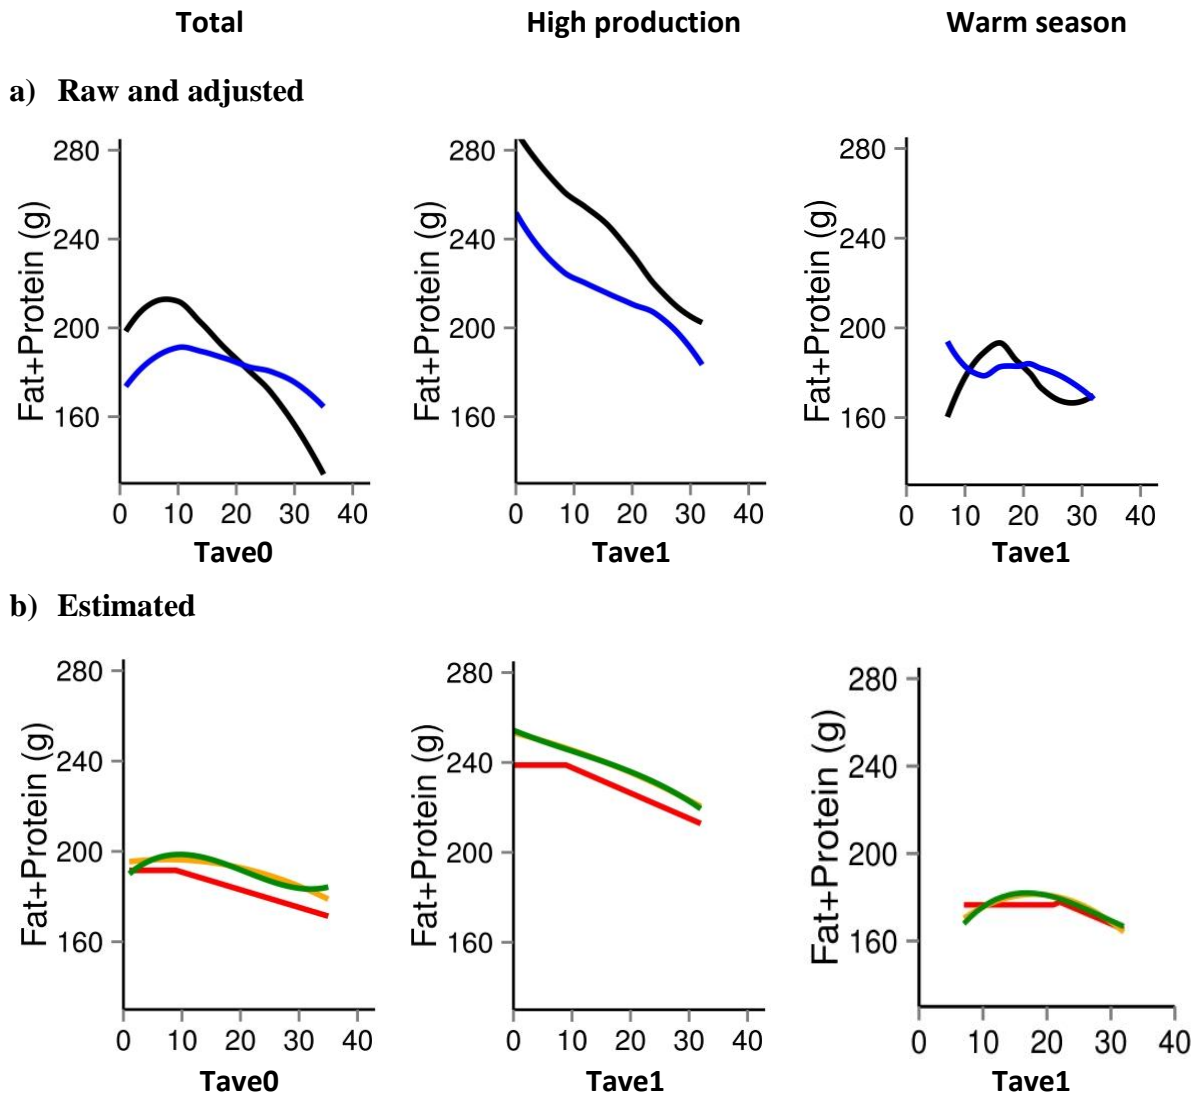 Total High production Warm season
a) Raw and adjusted
280 280 280
240 240 240
200 200 200
160 160 160
Fat+Protein (g) Fat+Protein (g) Fat+Protein (g)
0 10 20 30 40 0 10 20 30 40 0 10 20 30 40
Tave0 Tave1 Tave1
b) Estimated
280 280 280
240 240 240
200 200 200
160 160 160
Fat+Protein (g) Fat+Protein (g) Fat+Protein (g)
0 10 20 30 40 0 10 20 30 40 0 10 20 30 40
Tave0 Tave1 Tave1